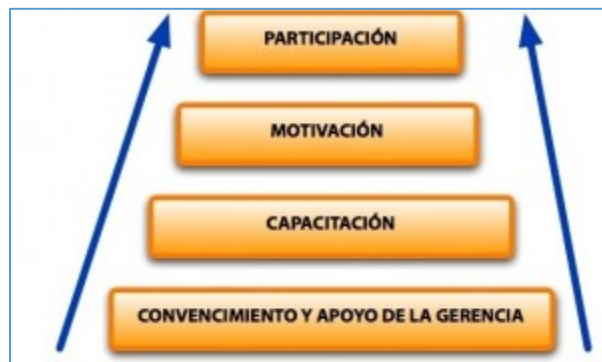 PARTICIPACIÓN
MOTIVACIÓN
CAPACITACIÓN
CONVENCIMIENTO Y APOYO DE LA GERENCIA